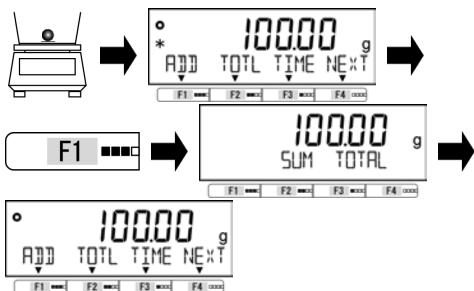 * 100.00 g
ADD TOTL TIME NEXT
F1 F2 F3 F4
F1
100.00 g
SUM TOTAL
F1 F2 F3 F4
100.00 g
ADD TOTL TIME NEXT
F1 F2 F3 F4